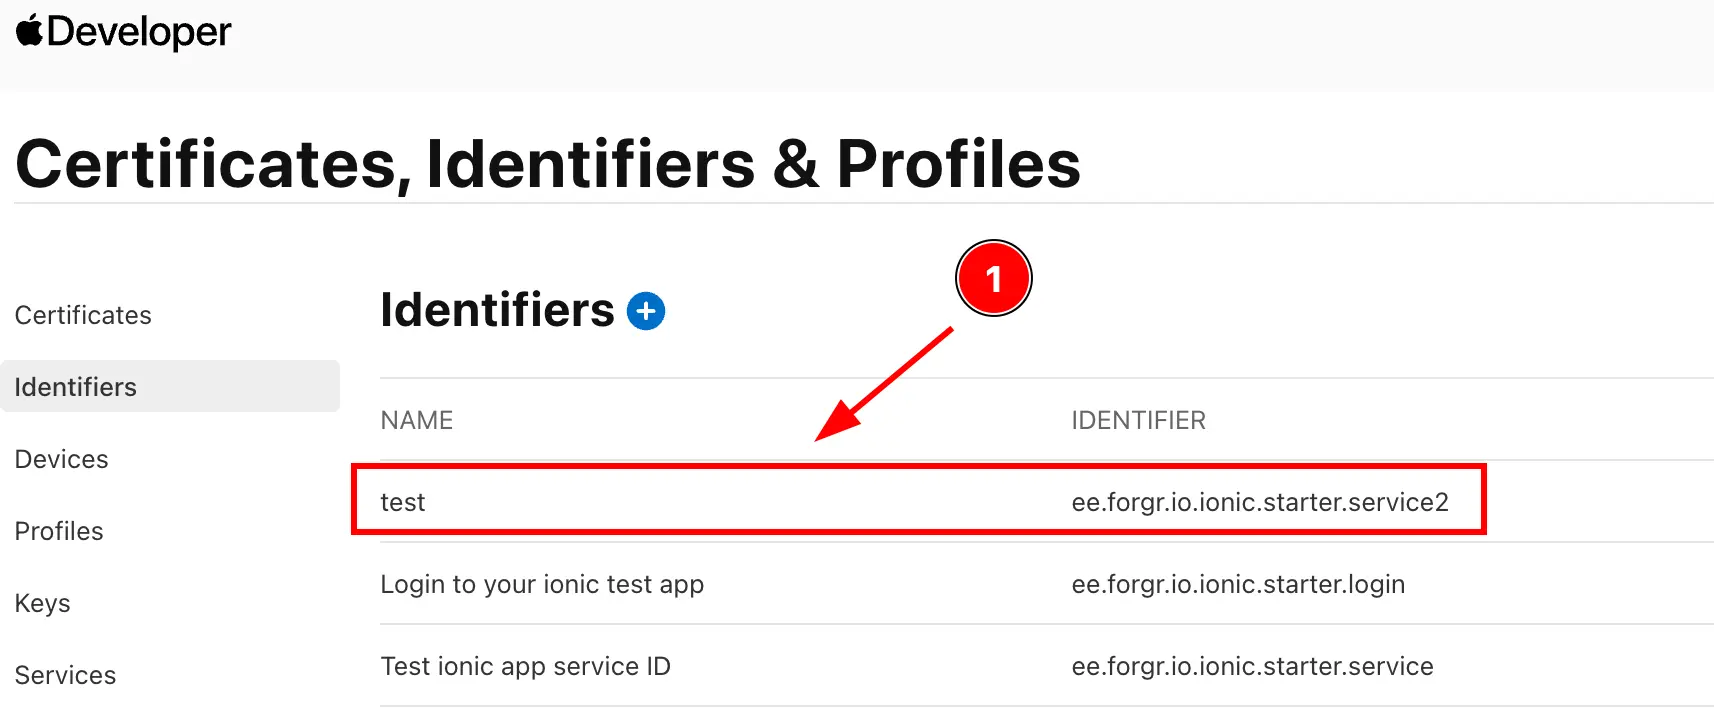 Developer
Certificates, Identifiers & Profiles
Certificates
Identifiers
Devices
Profiles
Keys
Services
Identifiers +
1
NAME IDENTIFIER
test ee.forgr.io.ionic.starter.service2
Login to your ionic test app ee.forgr.io.ionic.starter.login
Test ionic app service ID ee.forgr.io.ionic.starter.service